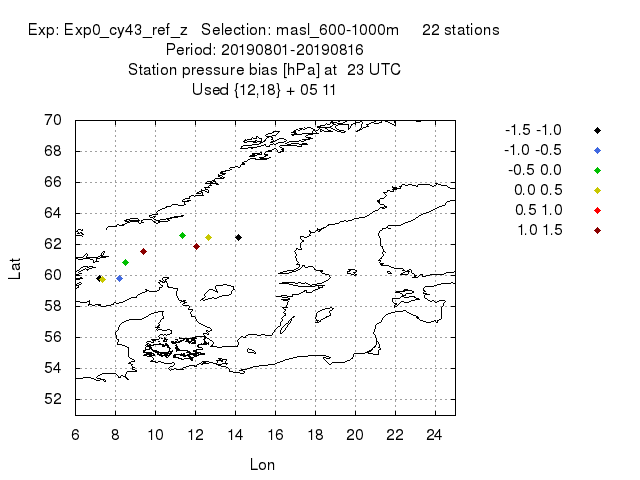 Exp: Exp0_cy43_ref_z   Selection: masl_600-1000m     22 stations
Period: 20190801-20190816
Station pressure bias [hPa] at  23 UTC
Used {12,18} + 05 11
70
68
66
64
62
60
58
56
54
52
6 8 10 12 14 16 18 20 22 24
Lat
Lon
-1.5 -1.0
-1.0 -0.5
-0.5 0.0
0.0 0.5
0.5 1.0
1.0 1.5